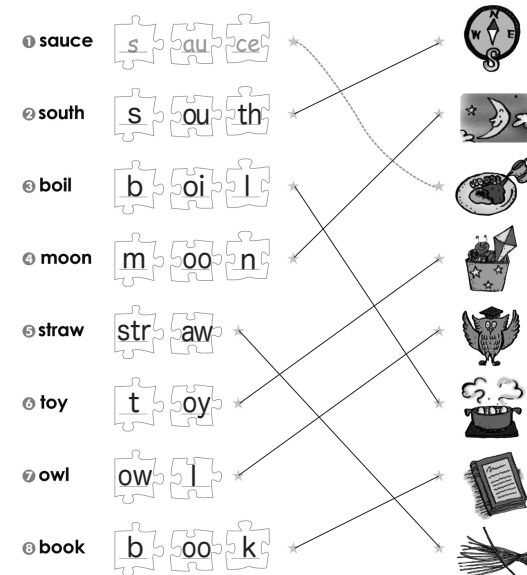 N
W E
S
1 sauce s au ce
2 south s ou th
3 boil b oi l
4 moon m oo n
5 straw str aw
6 toy t oy
7 owl ow l
8 book b oo k